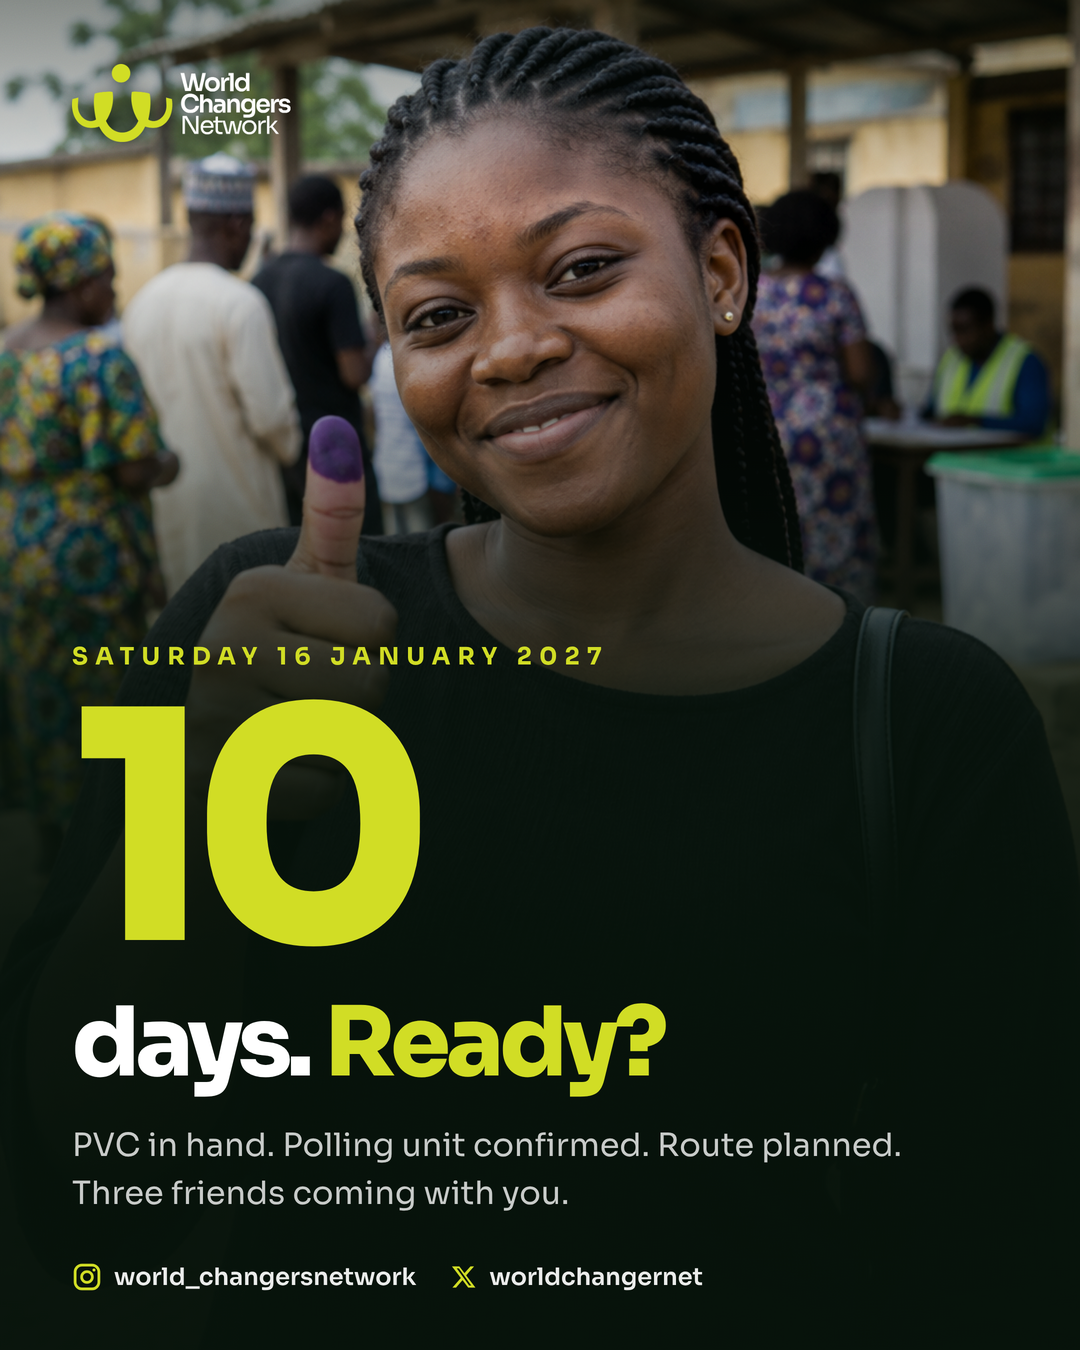 World
Changers
Network
SATURDAY 16 JANUARY 2027
10
days. Ready?
PVC in hand. Polling unit confirmed. Route planned.
Three friends coming with you.
world_changersnetwork worldchangernet